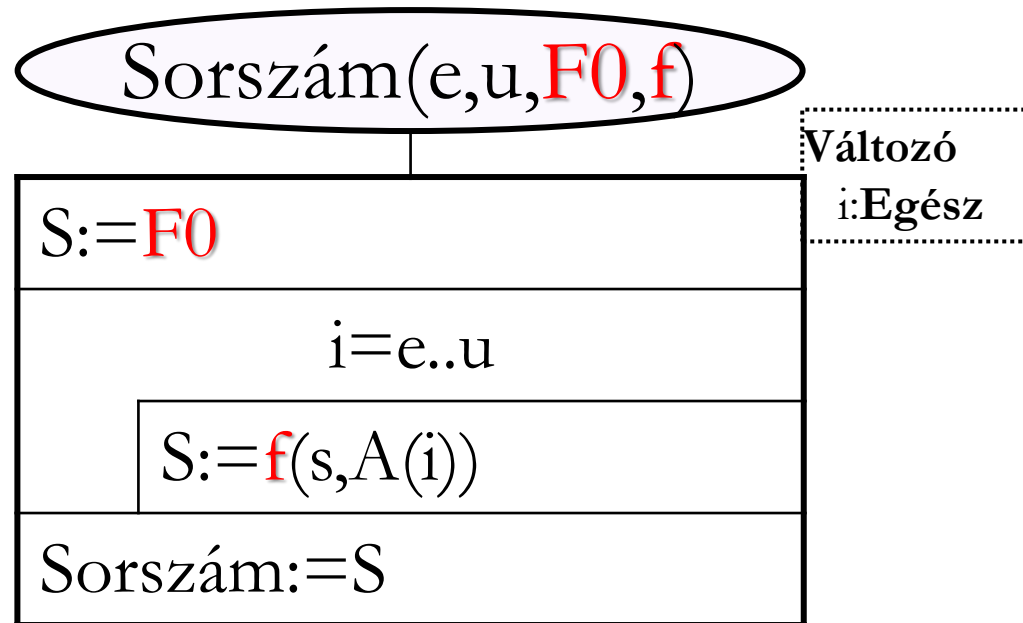 Sorszám(e,u,F0,f)
Változó
i:Egész
S:=F0
i=e..u
S:=f(s,A(i))
Sorszám:=S